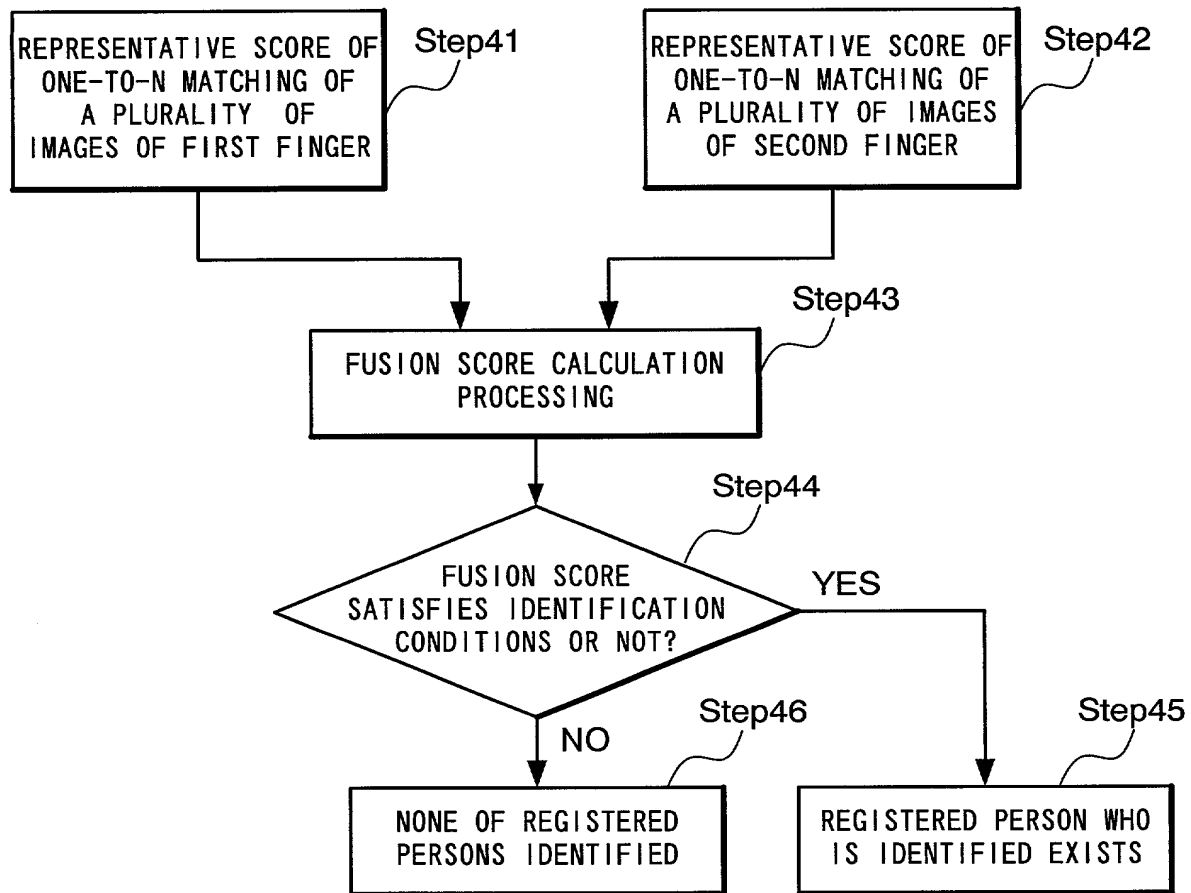 REPRESENTATIVE SCORE OF
ONE-TO-N MATCHING OF
A PLURALITY OF
IMAGES OF FIRST FINGER
Step41
REPRESENTATIVE SCORE OF
ONE-TO-N MATCHING OF
A PLURALITY OF IMAGES
OF SECOND FINGER
Step42
FUSION SCORE CALCULATION
PROCESSING
Step43
FUSION SCORE
SATISFIES IDENTIFICATION
CONDITIONS OR NOT?
Step44
YES
NO
Step46
NONE OF REGISTERED
PERSONS IDENTIFIED
Step45
REGISTERED PERSON WHO
IS IDENTIFIED EXISTS